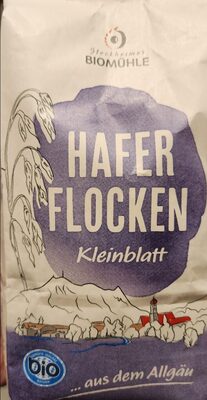 Stockheimer
BIOMÜHLE
HAFER
FLOCKEN
Kleinblatt
bio
... aus dem Allgäu